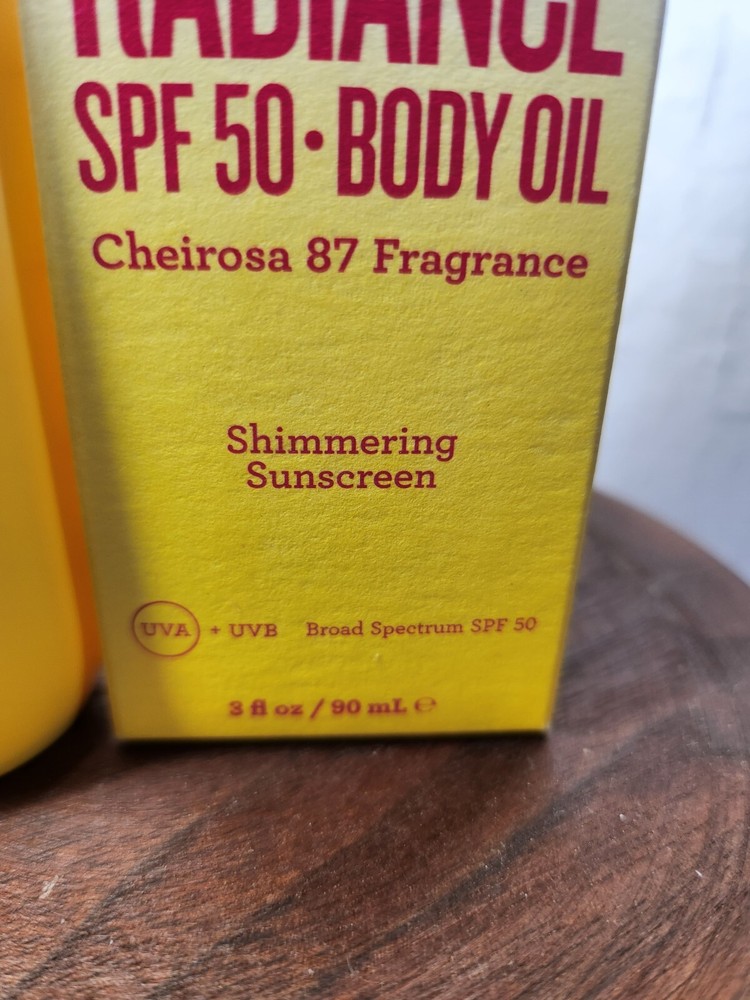 RADIANCE
SPF 50 · BODY OIL
Cheirosa 87 Fragrance
Shimmering
Sunscreen
UVA + UVB Broad Spectrum SPF 50
3 fl oz / 90 mL ℮